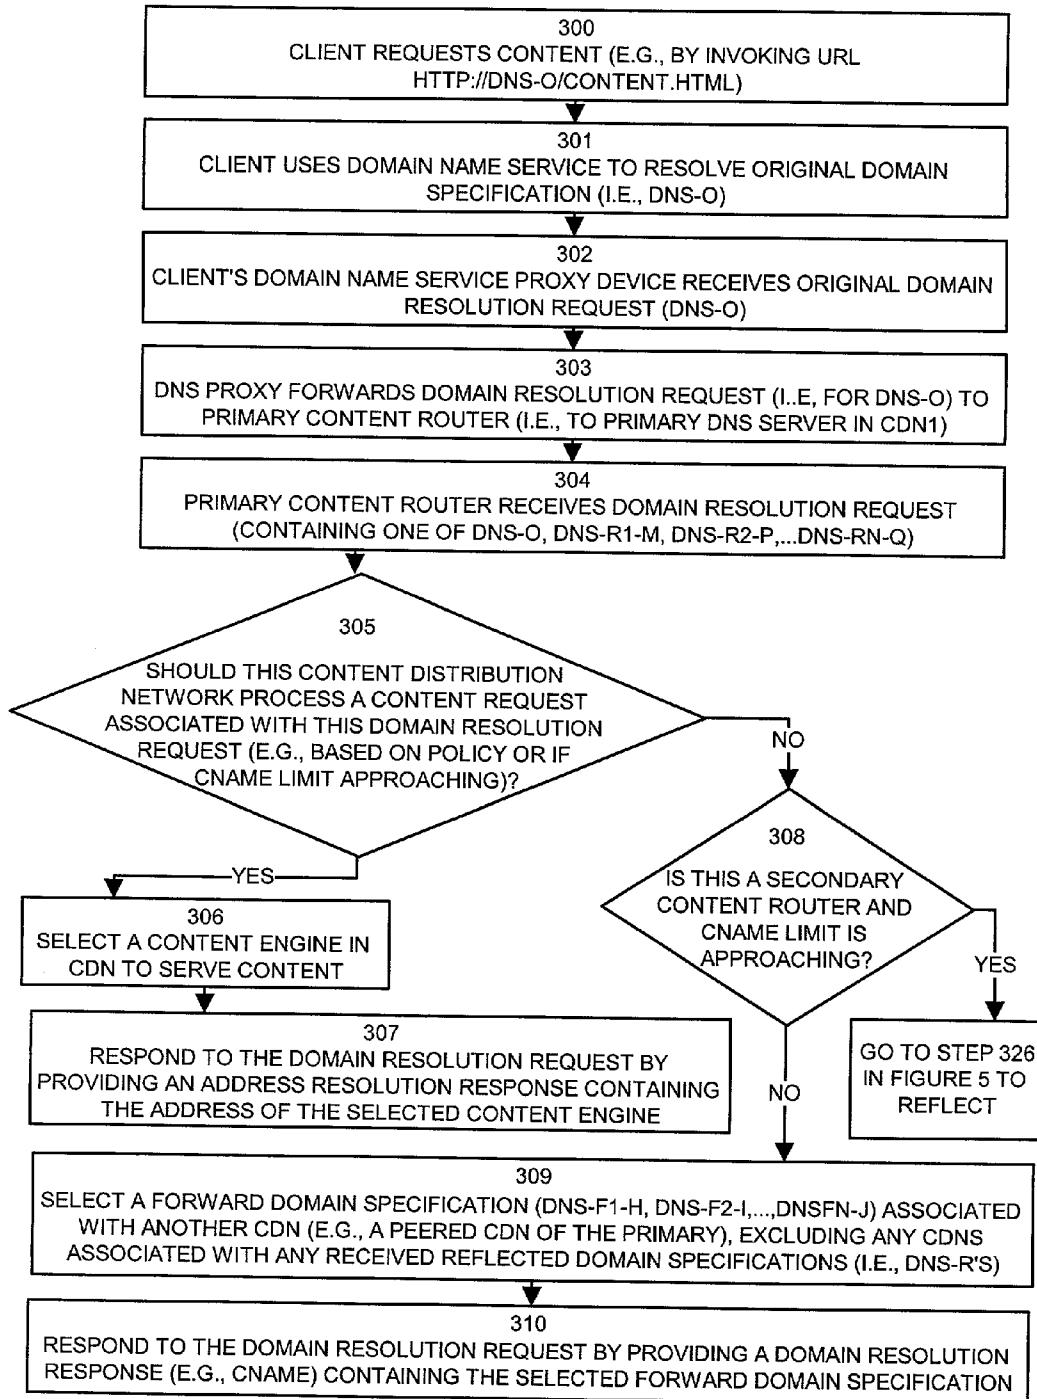 300
CLIENT REQUESTS CONTENT (E.G., BY INVOKING URL
HTTP://DNS-O/CONTENT.HTML)
301
CLIENT USES DOMAIN NAME SERVICE TO RESOLVE ORIGINAL DOMAIN
SPECIFICATION (I.E., DNS-O)
302
CLIENT'S DOMAIN NAME SERVICE PROXY DEVICE RECEIVES ORIGINAL DOMAIN
RESOLUTION REQUEST (DNS-O)
303
DNS PROXY FORWARDS DOMAIN RESOLUTION REQUEST (I..E, FOR DNS-O) TO
PRIMARY CONTENT ROUTER (I.E., TO PRIMARY DNS SERVER IN CDN1)
304
PRIMARY CONTENT ROUTER RECEIVES DOMAIN RESOLUTION REQUEST
(CONTAINING ONE OF DNS-O, DNS-R1-M, DNS-R2-P,...DNS-RN-Q)
305
SHOULD THIS CONTENT DISTRIBUTION
NETWORK PROCESS A CONTENT REQUEST
ASSOCIATED WITH THIS DOMAIN RESOLUTION
REQUEST (E.G., BASED ON POLICY OR IF
CNAME LIMIT APPROACHING)?
NO
YES
308
IS THIS A SECONDARY
CONTENT ROUTER AND
CNAME LIMIT IS
APPROACHING?
YES
NO
306
SELECT A CONTENT ENGINE IN
CDN TO SERVE CONTENT
307
RESPOND TO THE DOMAIN RESOLUTION REQUEST BY
PROVIDING AN ADDRESS RESOLUTION RESPONSE CONTAINING
THE ADDRESS OF THE SELECTED CONTENT ENGINE
GO TO STEP 326
IN FIGURE 5 TO
REFLECT
309
SELECT A FORWARD DOMAIN SPECIFICATION (DNS-F1-H, DNS-F2-I,...,DNSFN-J) ASSOCIATED
WITH ANOTHER CDN (E.G., A PEERED CDN OF THE PRIMARY), EXCLUDING ANY CDNS
ASSOCIATED WITH ANY RECEIVED REFLECTED DOMAIN SPECIFICATIONS (I.E., DNS-R'S)
310
RESPOND TO THE DOMAIN RESOLUTION REQUEST BY PROVIDING A DOMAIN RESOLUTION
RESPONSE (E.G., CNAME) CONTAINING THE SELECTED FORWARD DOMAIN SPECIFICATION